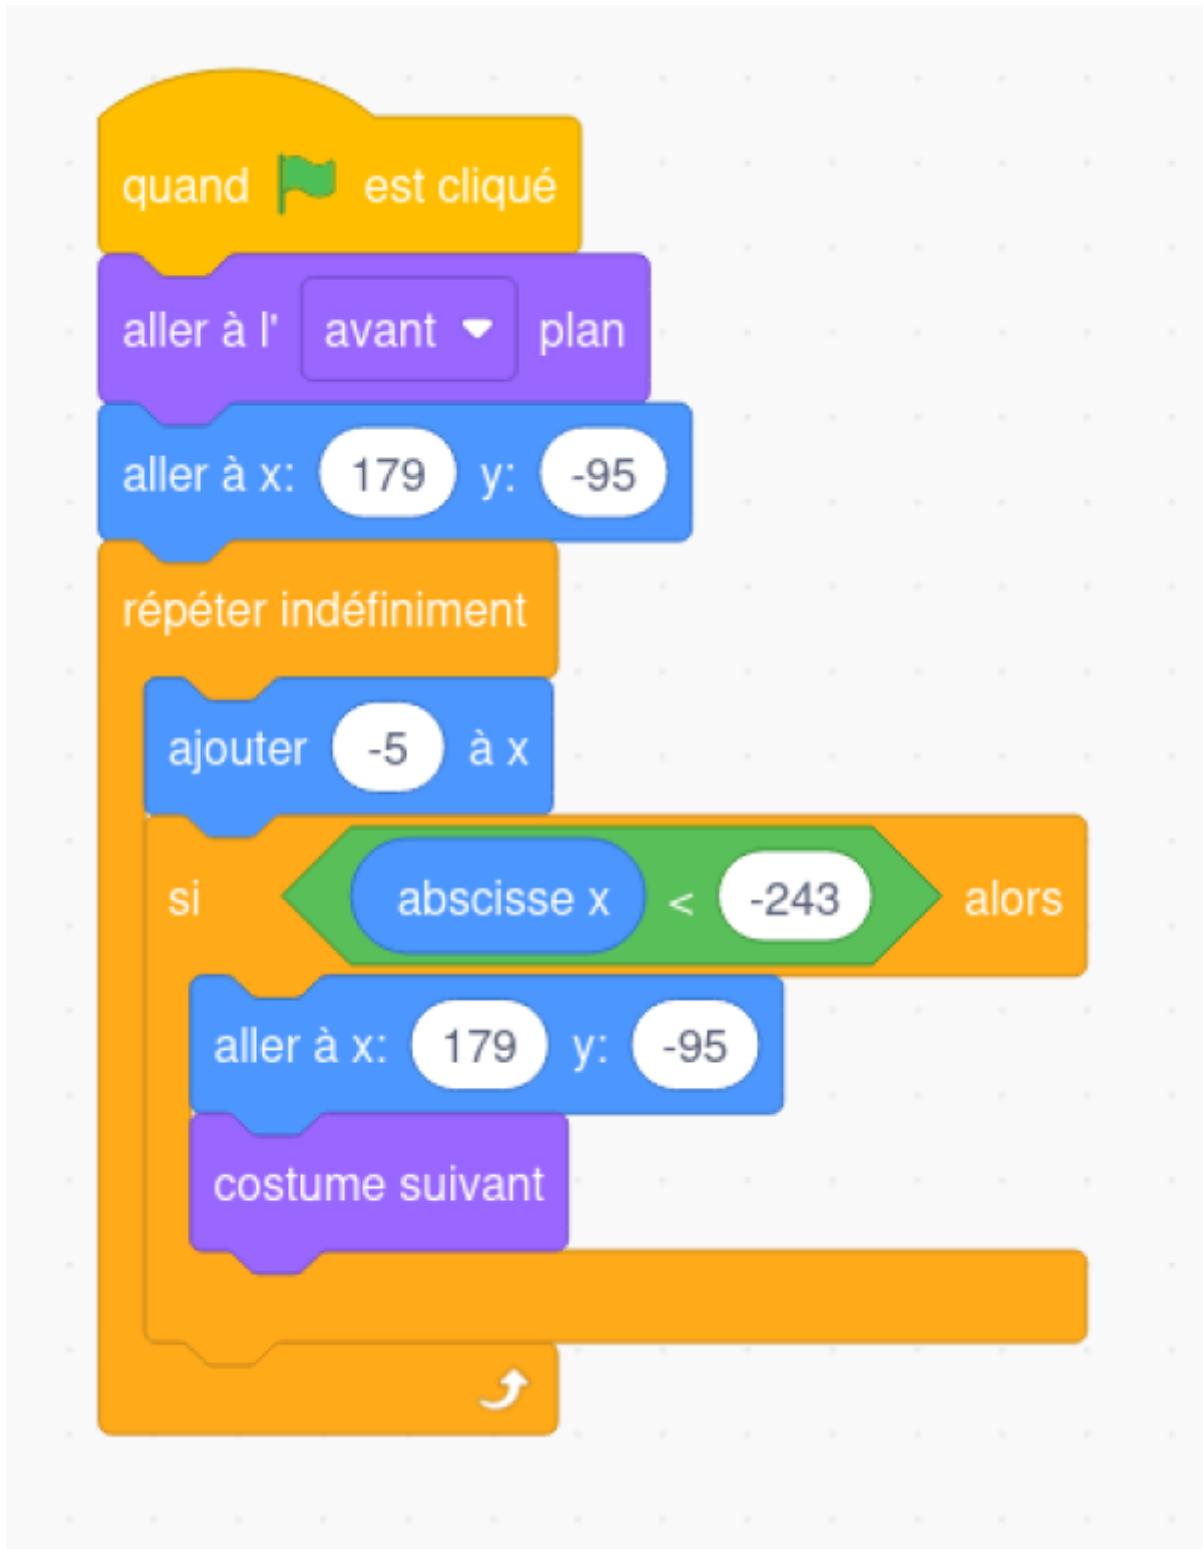 quand est cliqué
aller à l' avant plan
aller à x: 179 y: -95
répéter indéfiniment
ajouter -5 à x
si abscisse x < -243 alors
aller à x: 179 y: -95
costume suivant